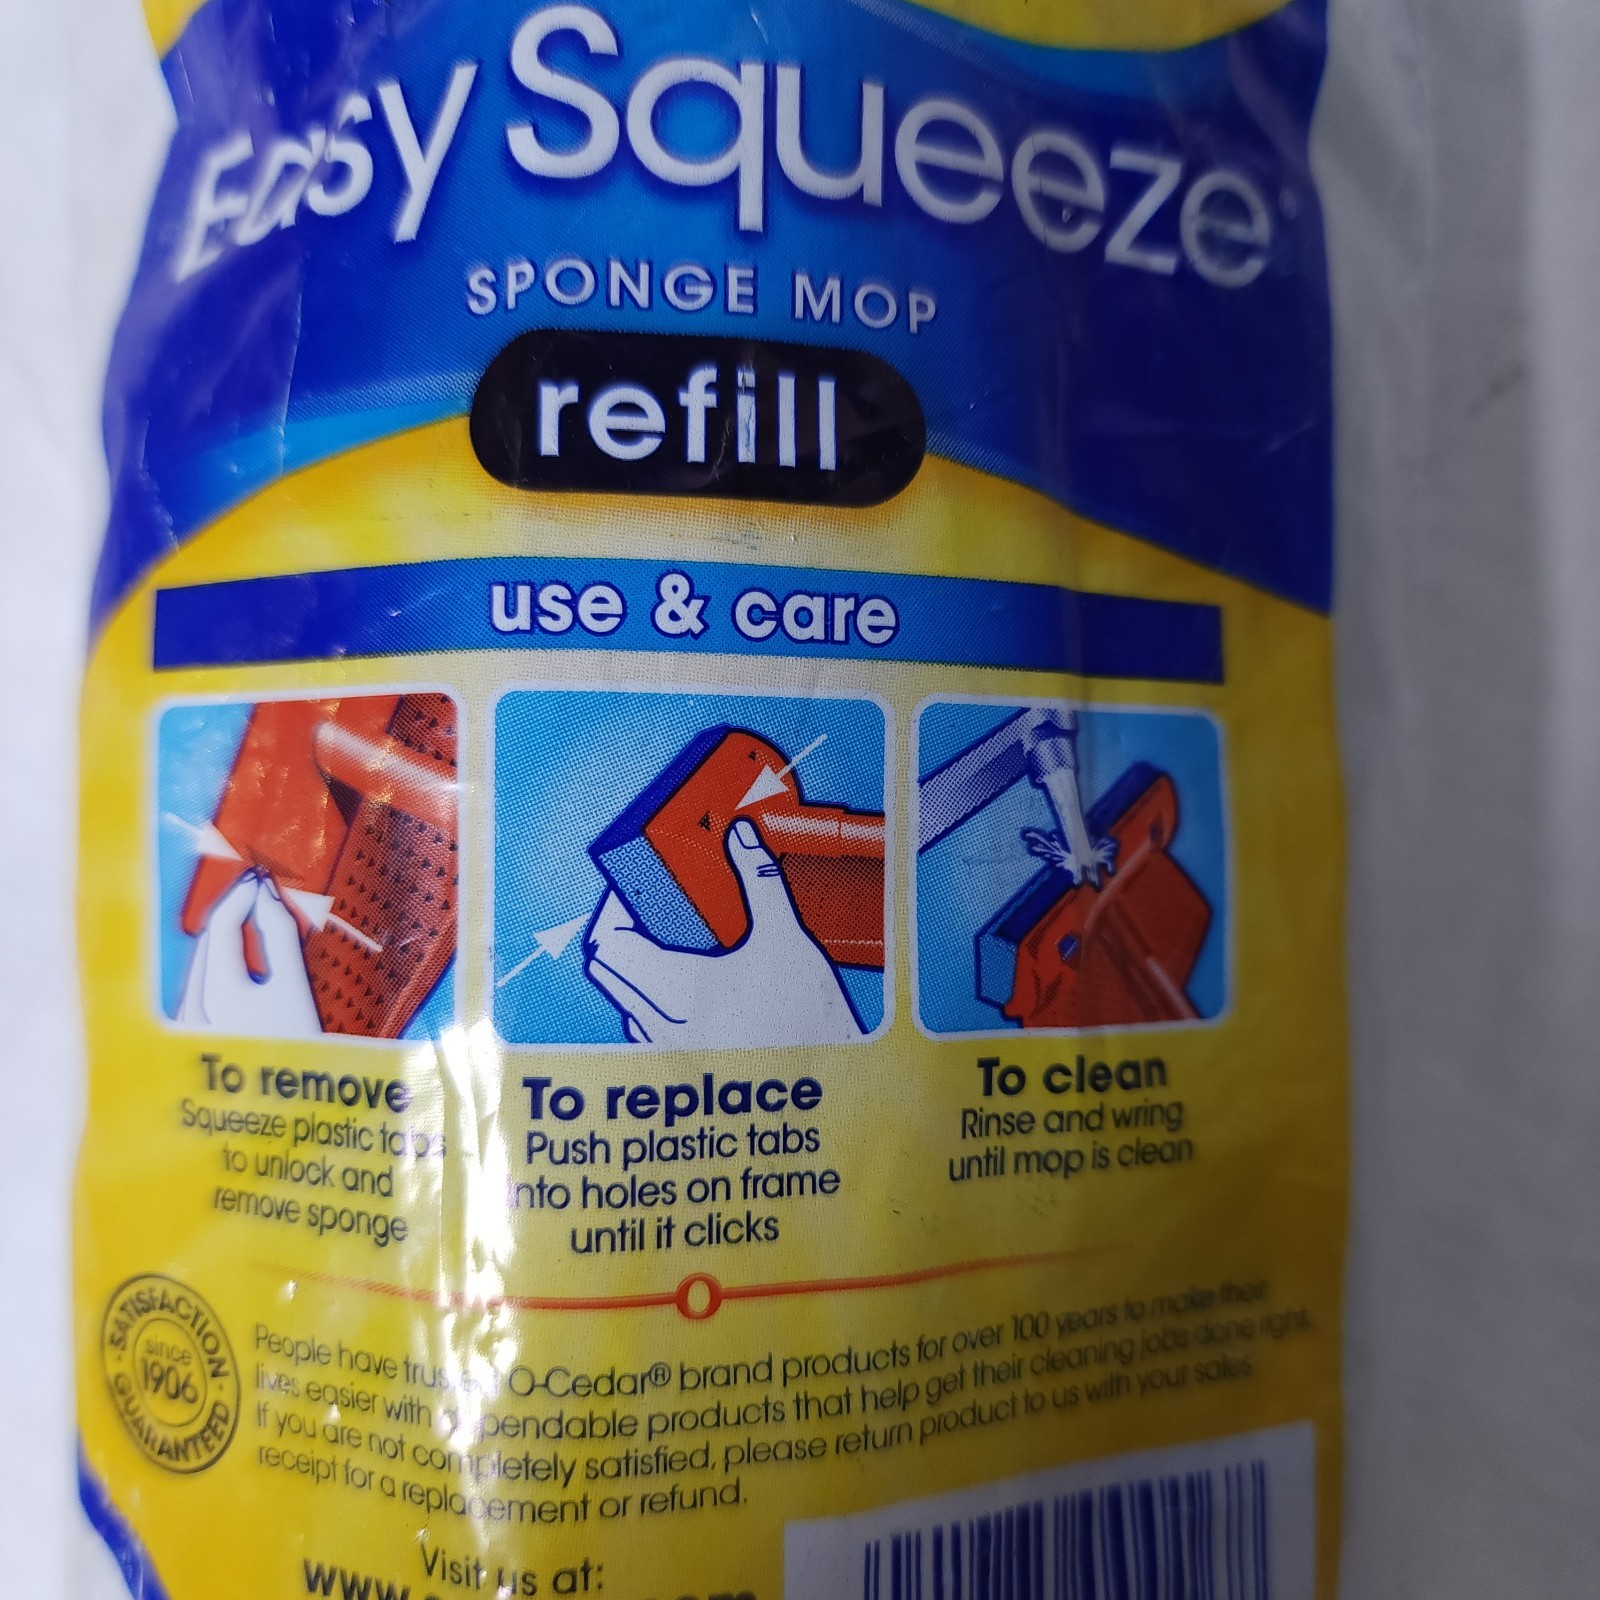 Easy Squeeze
SPONGE MOP
refill
use & care
To remove
Squeeze plastic tabs
to unlock and
remove sponge
To replace
Push plastic tabs
into holes on frame
until it clicks
To clean
Rinse and wring
until mop is clean
O
SATISFACTION
since
1906
GUARANTEED
People have trusted O-Cedar® brand products for over 100 years to make their
lives easier with dependable products that help get their cleaning jobs done right.
If you are not completely satisfied, please return product to us with your sales
receipt for a replacement or refund.
Visit us at: